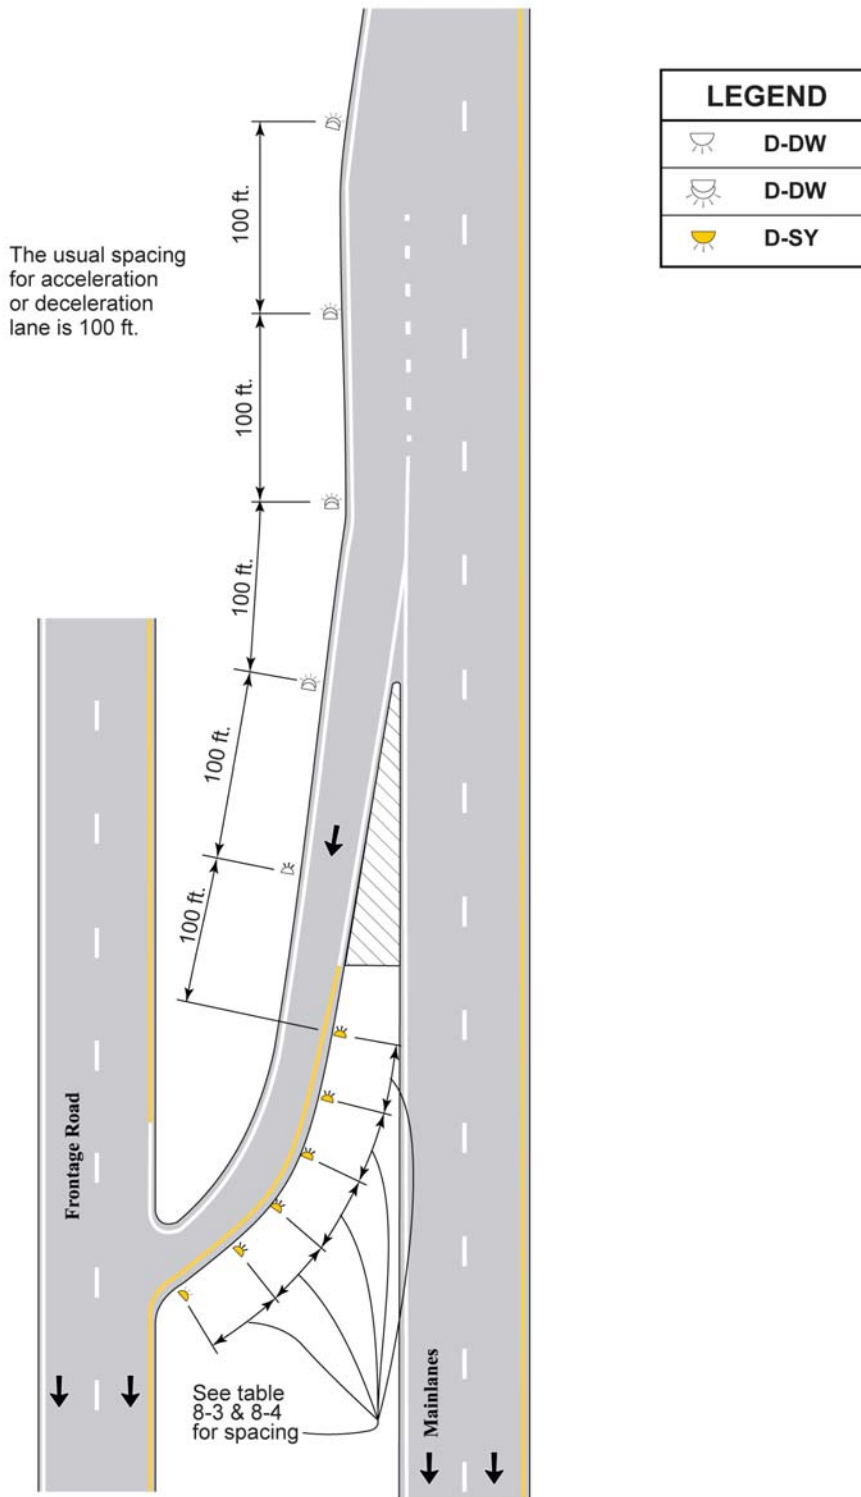 LEGEND
D-DW
D-DW
D-SY
The usual spacing
for acceleration
or deceleration
lane is 100 ft.
100 ft.
100 ft.
100 ft.
100 ft.
100 ft.
Frontage Road
Mainlanes
See table
8-3 & 8-4
for spacing